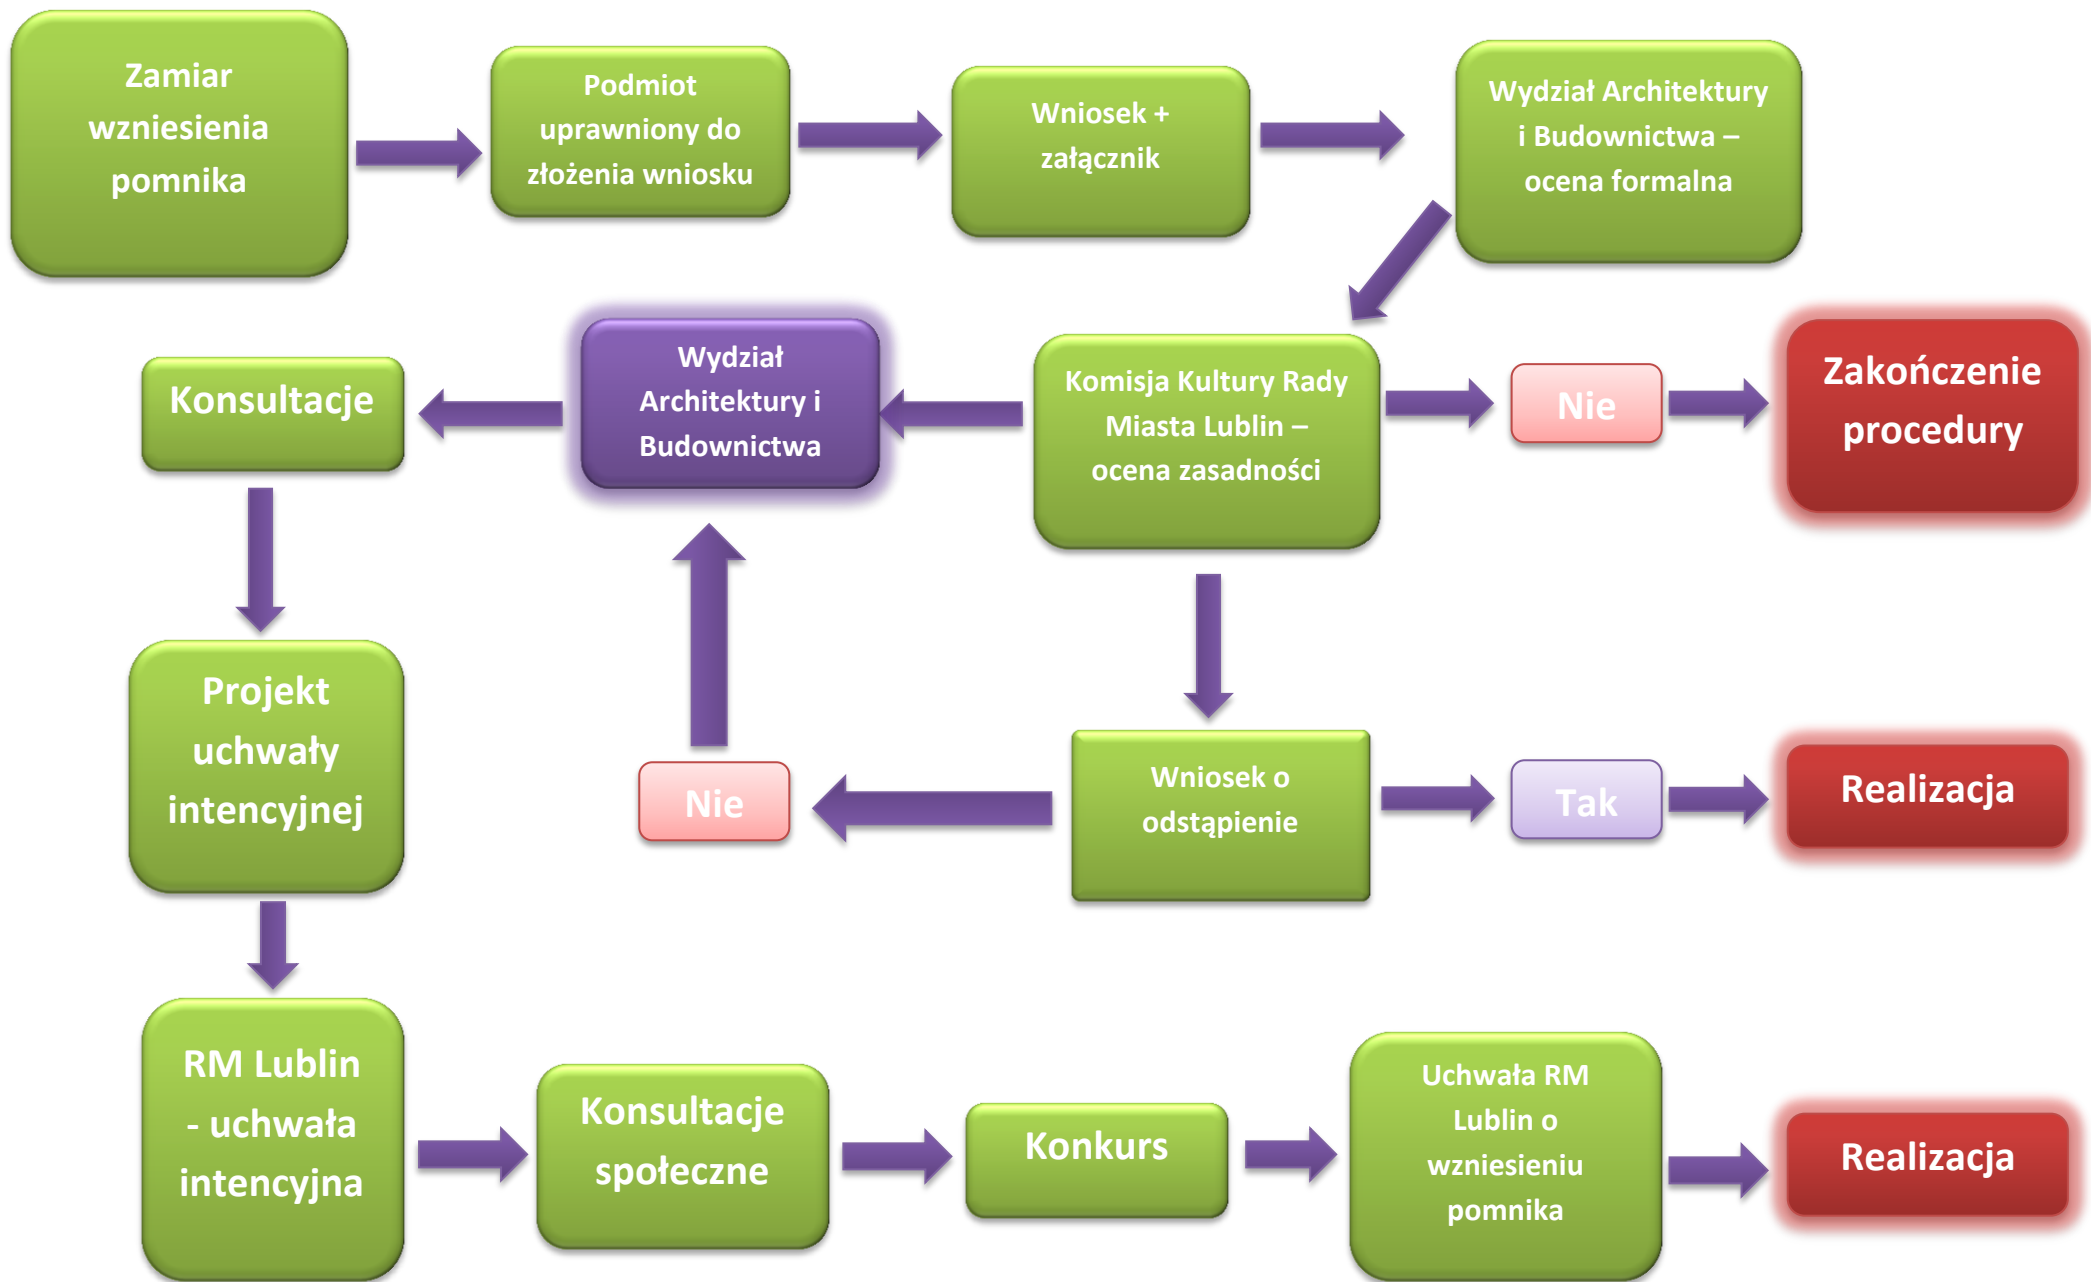 Zamiar
wzniesienia
pomnika
Podmiot
uprawniony do
złożenia wniosku
Wniosek +
załącznik
Wydział Architektury
i Budownictwa –
ocena formalna
Konsultacje
Wydział
Architektury i
Budownictwa
Komisja Kultury Rady
Miasta Lublin –
ocena zasadności
Nie
Zakończenie
procedury
Projekt
uchwały
intencyjnej
Nie
Wniosek o
odstąpienie
Tak
Realizacja
RM Lublin
- uchwała
intencyjna
Konsultacje
społeczne
Konkurs
Uchwała RM
Lublin o
wzniesieniu
pomnika
Realizacja